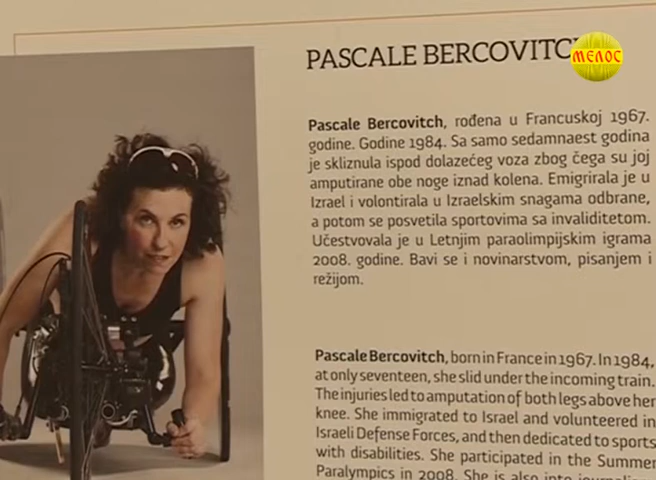 PASCALE BERCOVITCH
МЕЛОС
Pascale Bercovitch, rođena u Francuskoj 1967.
godine. Godine 1984. Sa samo sedamnaest godina
je skliznula ispod dolazećeg voza zbog čega su joj
amputirane obe noge iznad kolena. Emigrirala je u
Izrael i volontirala u Izraelskim snagama odbrane,
a potom se posvetila sportovima sa invaliditetom.
Učestvovala je u Letnjim paraolimpijskim igrama
2008. godine. Bavi se i novinarstvom, pisanjem i
režijom.
Pascale Bercovitch, born in France in 1967. In 1984,
at only seventeen, she slid under the incoming train.
The injuries led to amputation of both legs above her
knee. She immigrated to Israel and volunteered in
Israeli Defense Forces, and then dedicated to sports
with disabilities. She participated in the Summer
Paralympics in 2008. She is also into